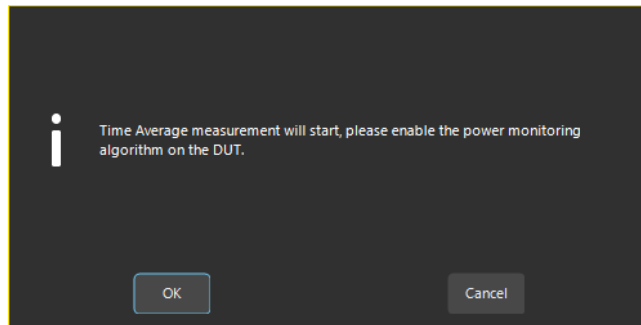 Time Average measurement will start, please enable the power monitoring
algorithm on the DUT.
OK
Cancel